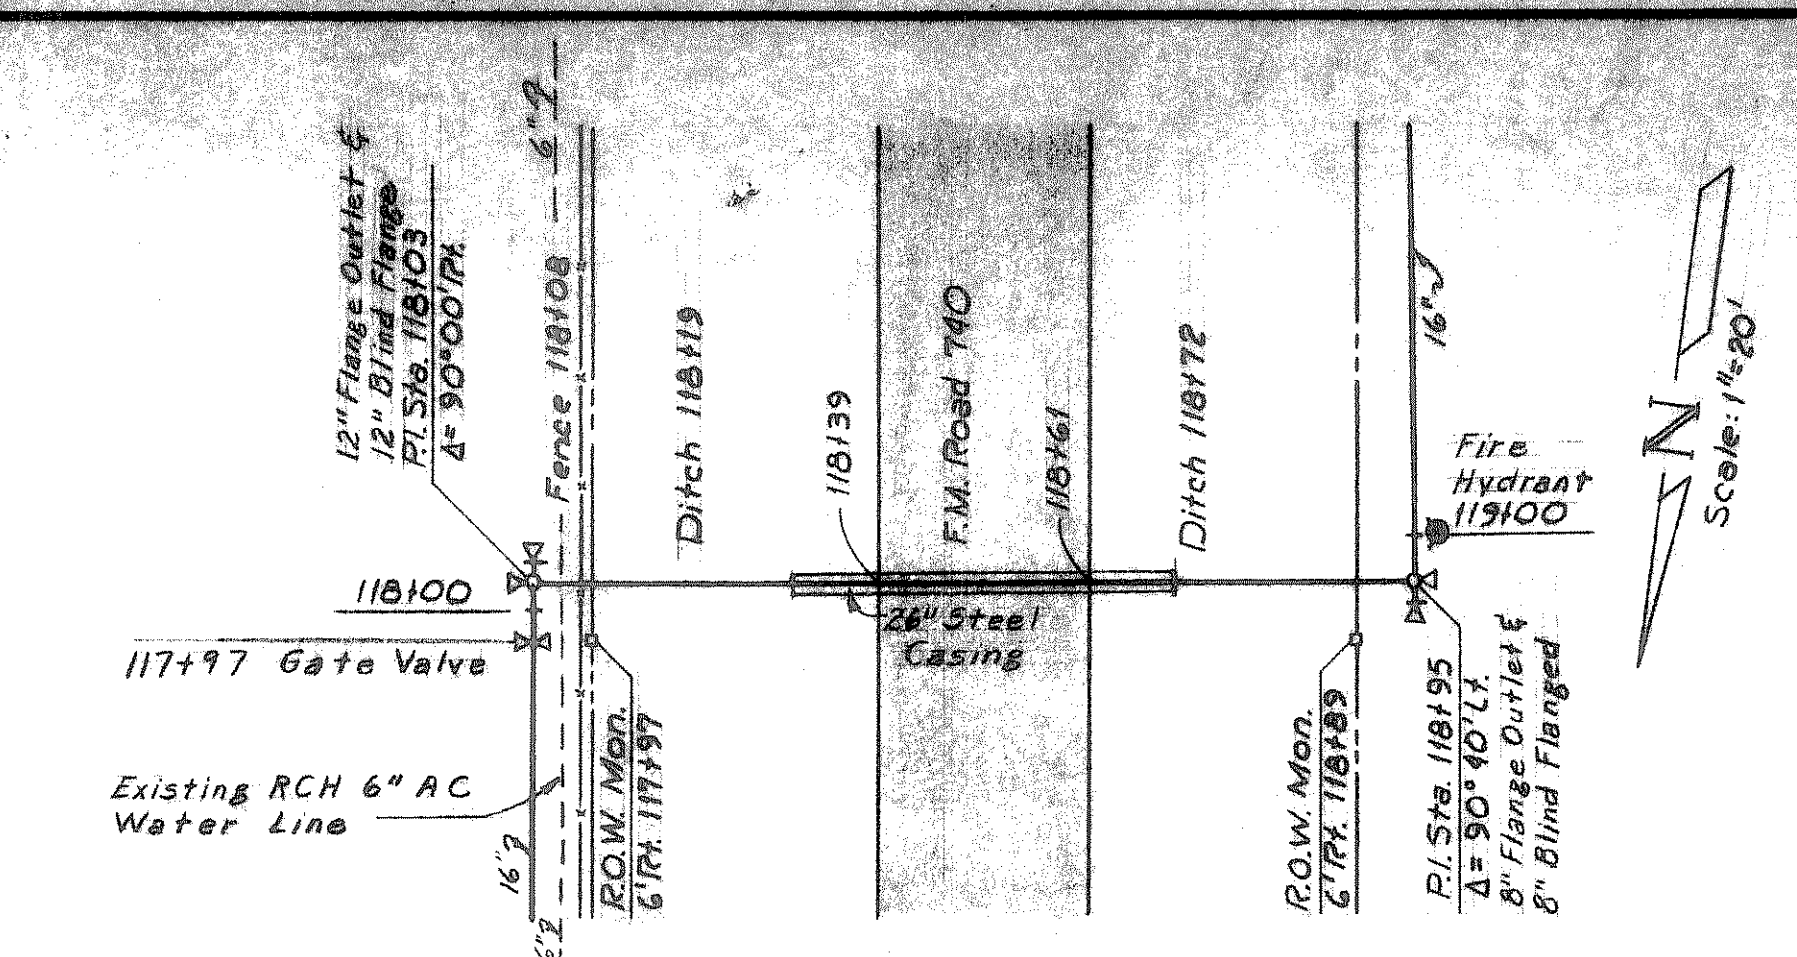 12" Flange Outlet &
12" Blind Flange
P.I. Sta. 118+03
Δ= 90°00'Rt.
6"
Fence 118+08
Ditch 118+19
118+39
F.M. Road 740
118+61
Ditch 118+72
16"
Fire
Hydrant
119+00
N
Scale: 1"=20'
118+00
117+97 Gate Valve
26" Steel
Casing
Existing RCH 6" AC
Water Line
16"
6"
R.O.W. Mon.
6'Rt. 117+97
R.O.W. Mon.
6'Rt. 118+89
P.I. Sta. 118+95
Δ= 90°40'Lt.
8" Flange Outlet &
8" Blind Flanged